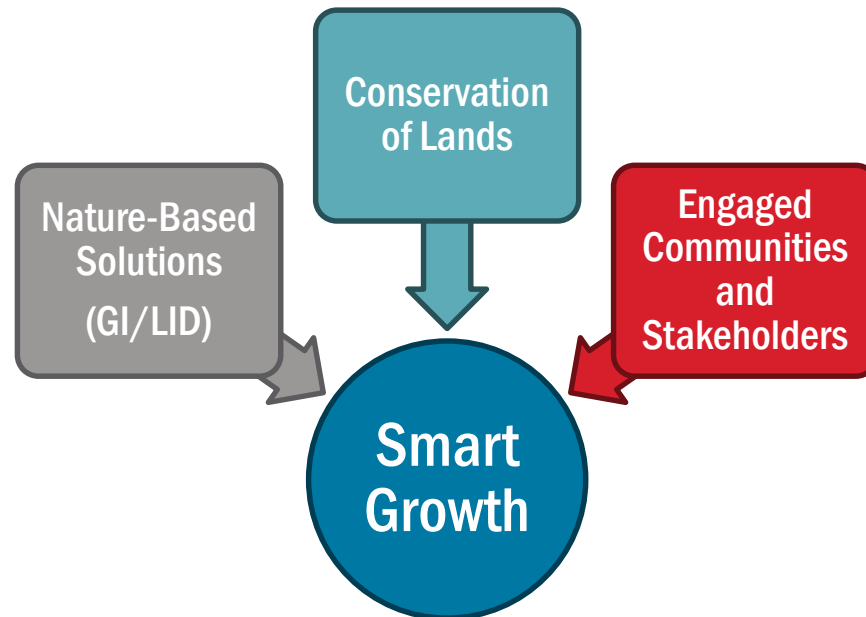 Conservation
of Lands
Nature-Based
Solutions
(GI/LID)
Engaged
Communities
and
Stakeholders
Smart
Growth